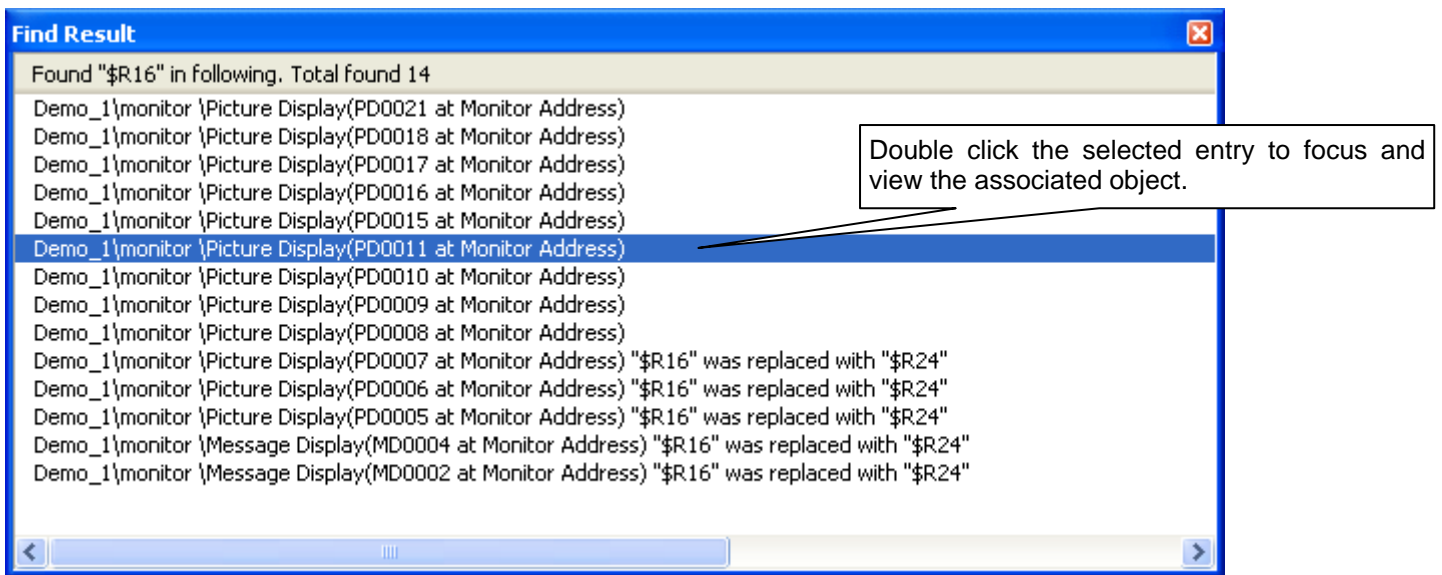 Find Result
Found "$R16" in following. Total found 14
Demo_1\monitor \Picture Display(PD0021 at Monitor Address)
Demo_1\monitor \Picture Display(PD0018 at Monitor Address)
Demo_1\monitor \Picture Display(PD0017 at Monitor Address)
Demo_1\monitor \Picture Display(PD0016 at Monitor Address)
Demo_1\monitor \Picture Display(PD0015 at Monitor Address)
Demo_1\monitor \Picture Display(PD0011 at Monitor Address)
Demo_1\monitor \Picture Display(PD0010 at Monitor Address)
Demo_1\monitor \Picture Display(PD0009 at Monitor Address)
Demo_1\monitor \Picture Display(PD0008 at Monitor Address)
Demo_1\monitor \Picture Display(PD0007 at Monitor Address) "$R16" was replaced with "$R24"
Demo_1\monitor \Picture Display(PD0006 at Monitor Address) "$R16" was replaced with "$R24"
Demo_1\monitor \Picture Display(PD0005 at Monitor Address) "$R16" was replaced with "$R24"
Demo_1\monitor \Message Display(MD0004 at Monitor Address) "$R16" was replaced with "$R24"
Demo_1\monitor \Message Display(MD0002 at Monitor Address) "$R16" was replaced with "$R24"
Double click the selected entry to focus and
view the associated object.